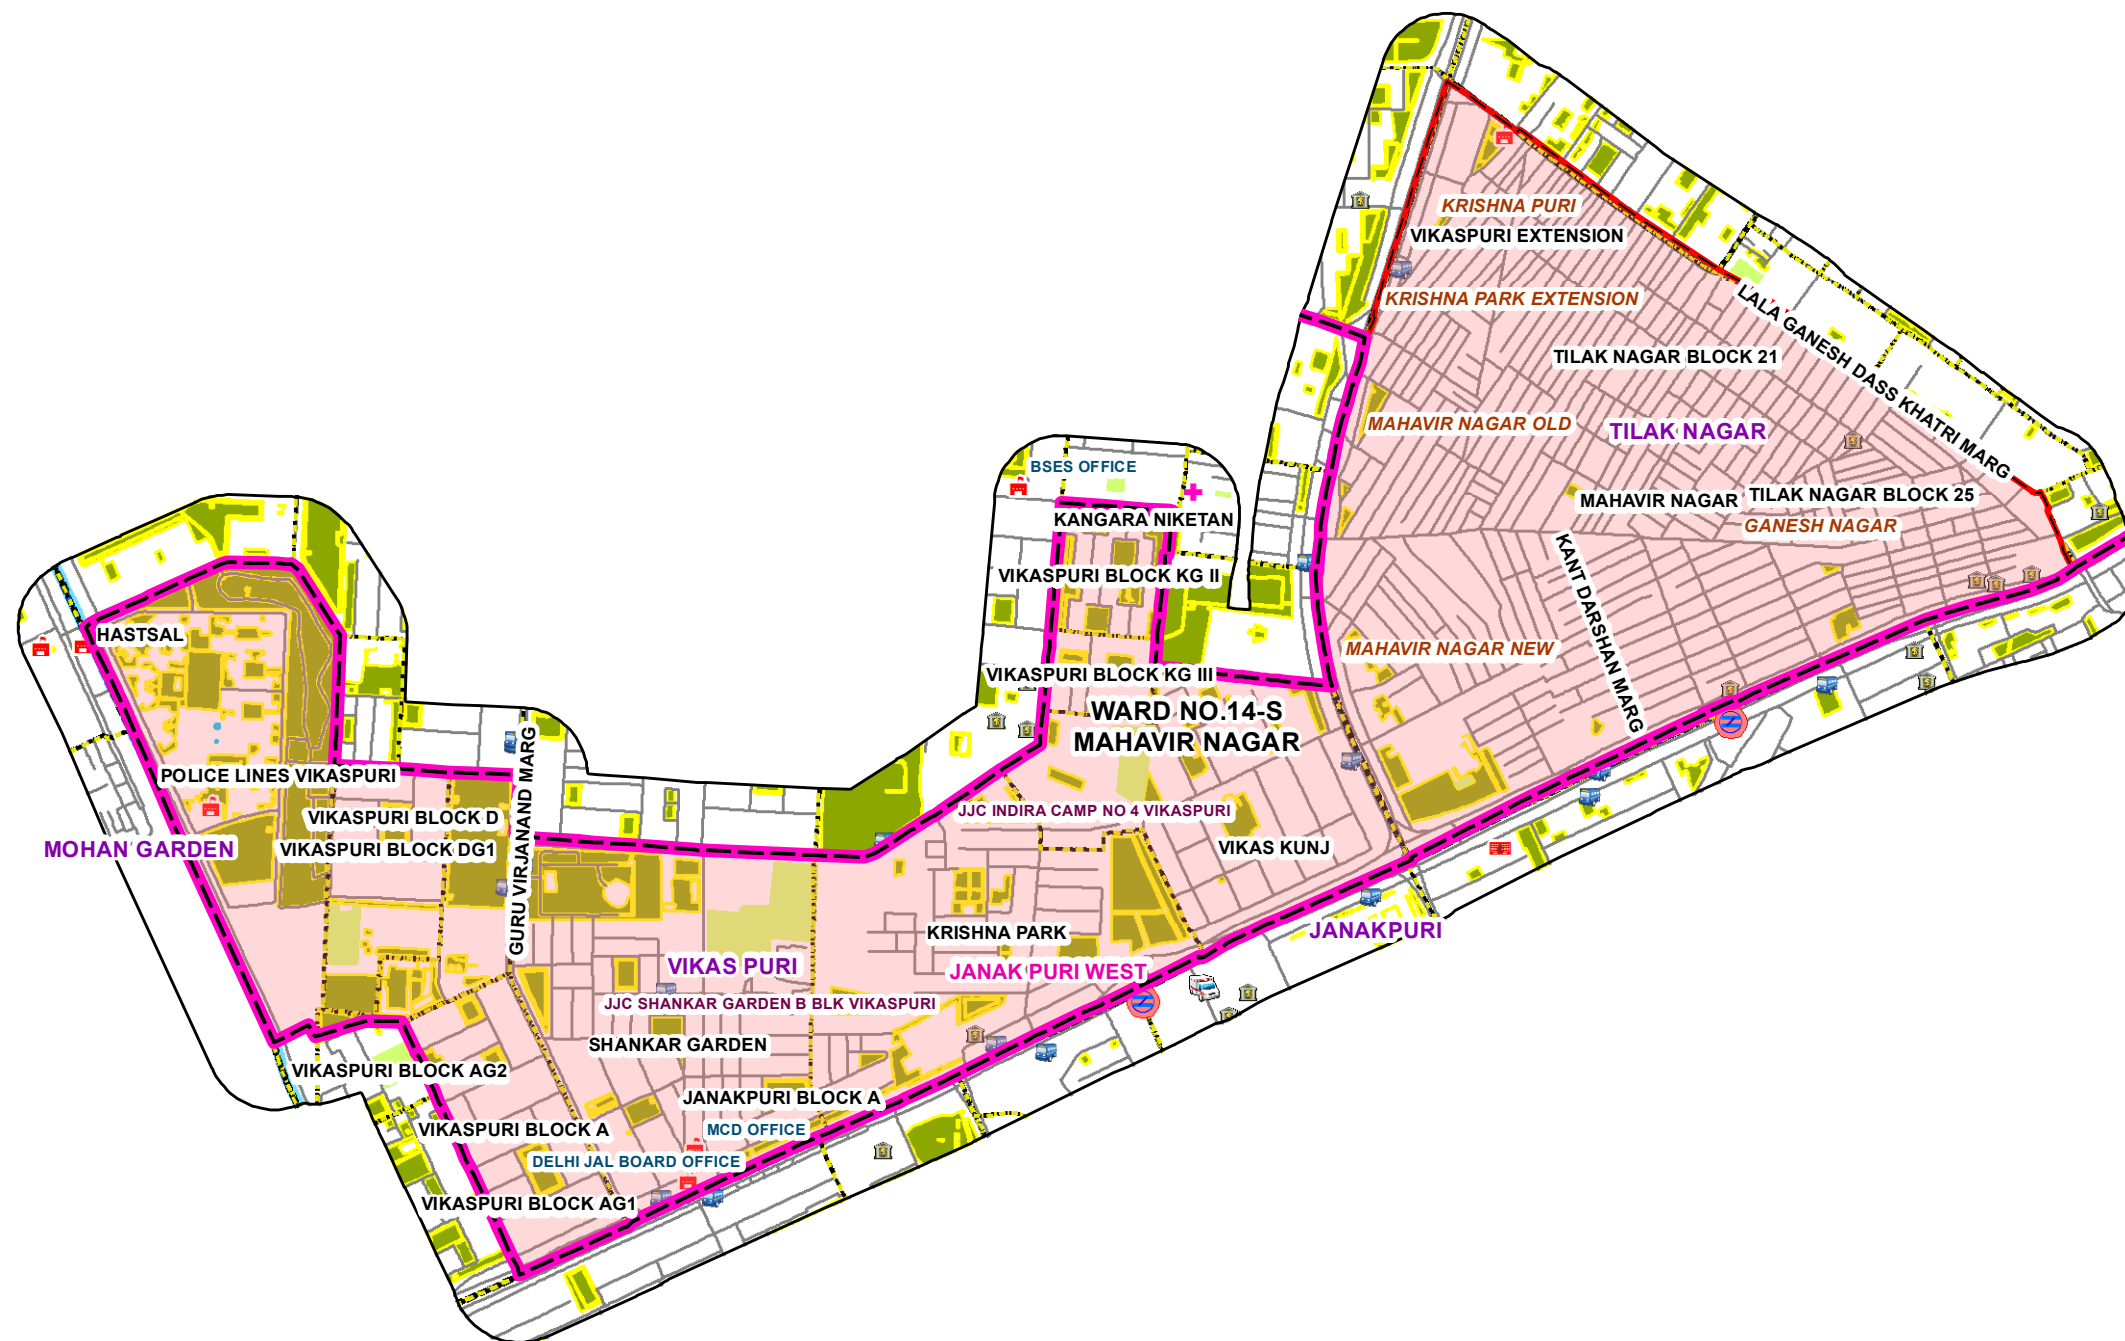 KRISHNA PURI
VIKASPURI EXTENSION
KRISHNA PARK EXTENSION
LALA GANESH DASS KHATRI MARG
TILAK NAGAR BLOCK 21
MAHAVIR NAGAR OLD
TILAK NAGAR
BSES OFFICE
MAHAVIR NAGAR
TILAK NAGAR BLOCK 25
KANGARA NIKETAN
GANESH NAGAR
KANT DARSHAN MARG
VIKASPURI BLOCK KG II
HASTSAL
MAHAVIR NAGAR NEW
VIKASPURI BLOCK KG III
WARD NO.14-S
MAHAVIR NAGAR
GURU VIRJANAND MARG
POLICE LINES VIKASPURI
JJC INDIRA CAMP NO 4 VIKASPURI
VIKASPURI BLOCK D
MOHAN GARDEN
VIKASPURI BLOCK DG1
VIKAS KUNJ
KRISHNA PARK
JANAKPURI
VIKAS PURI
JANAK PURI WEST
JJC SHANKAR GARDEN B BLK VIKASPURI
SHANKAR GARDEN
VIKASPURI BLOCK AG2
JANAKPURI BLOCK A
VIKASPURI BLOCK A
MCD OFFICE
DELHI JAL BOARD OFFICE
VIKASPURI BLOCK AG1